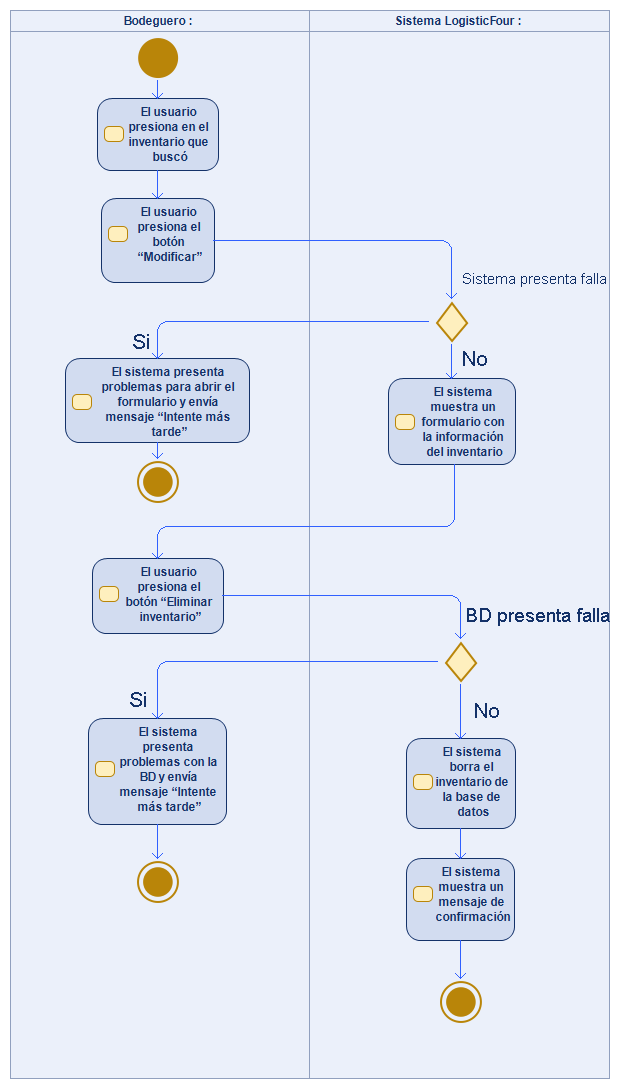 Bodeguero :
Sistema LogisticFour :
El usuario
presiona en el
inventario que
buscó
El usuario
presiona el
botón
“Modificar”
Sistema presenta falla
Si
No
El sistema presenta
problemas para abrir el
formulario y envía
mensaje “Intente más
tarde”
El sistema
muestra un
formulario con
la información
del inventario
El usuario
presiona el
botón “Eliminar
inventario”
BD presenta falla
Si
No
El sistema
presenta
problemas con la
BD y envía
mensaje “Intente
más tarde”
El sistema
borra el
inventario de
la base de
datos
El sistema
muestra un
mensaje de
confirmación